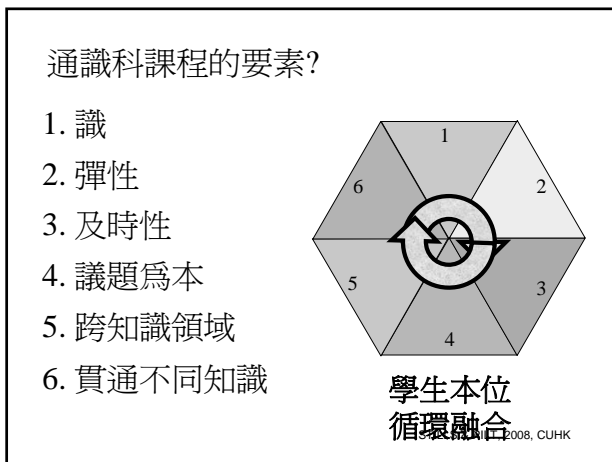 通識科課程的要素?
1. 識
2. 彈性
3. 及時性
4. 議題爲本
5. 跨知識領域
6. 貫通不同知識
1
2
3
4
5
6
學生本位
循環融合
2008, CUHK